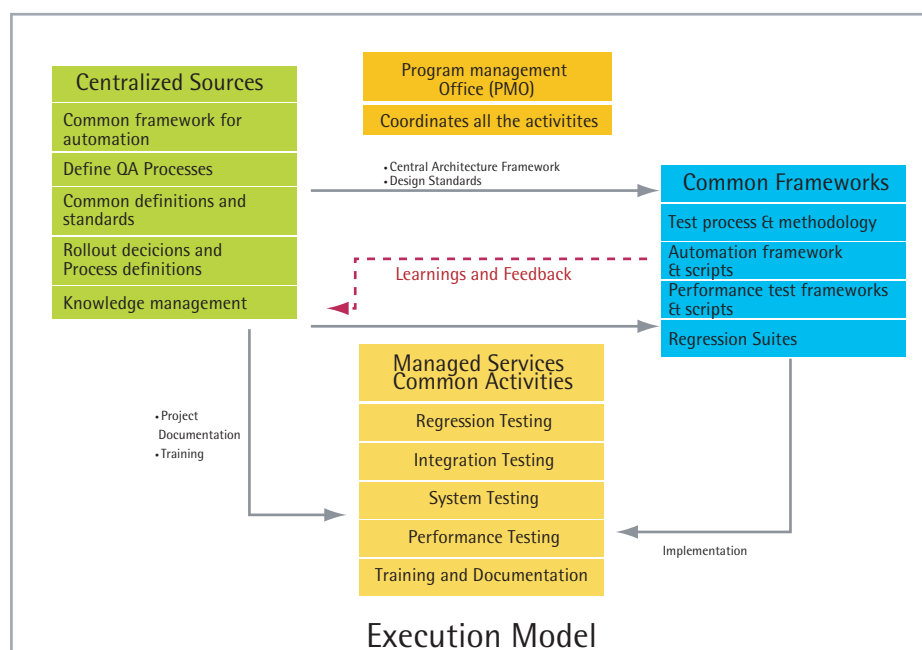 Centralized Sources
Common framework for
automation
Define QA Processes
Common definitions and
standards
Rollout decicions and
Process definitions
Knowledge management
Program management
Office (PMO)
Coordinates all the activitites
• Central Architecture Framework
• Design Standards
Common Frameworks
Test process & methodology
Automation framework
& scripts
Performance test frameworks
& scripts
Regression Suites
Learnings and Feedback
• Project
Documentation
• Training
Managed Services
Common Activities
Regression Testing
Integration Testing
System Testing
Performance Testing
Training and Documentation
Implementation
Execution Model